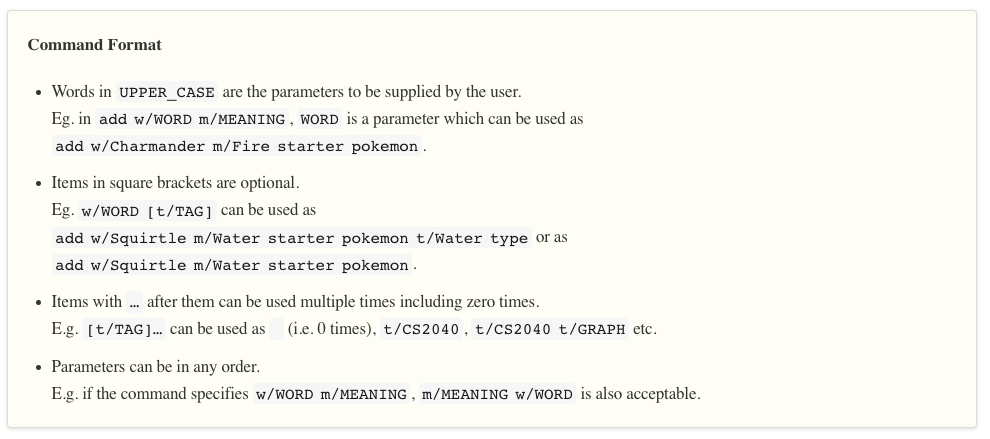 Command Format
• Words in UPPER_CASE are the parameters to be supplied by the user.
Eg. in add w/WORD m/MEANING, WORD is a parameter which can be used as
add w/Charmander m/Fire starter pokemon.
• Items in square brackets are optional.
Eg. w/WORD [t/TAG] can be used as
add w/Squirtle m/Water starter pokemon t/Water type or as
add w/Squirtle m/Water starter pokemon.
• Items with … after them can be used multiple times including zero times.
E.g. [t/TAG]… can be used as   (i.e. 0 times), t/CS2040, t/CS2040 t/GRAPH etc.
• Parameters can be in any order.
E.g. if the command specifies w/WORD m/MEANING, m/MEANING w/WORD is also acceptable.